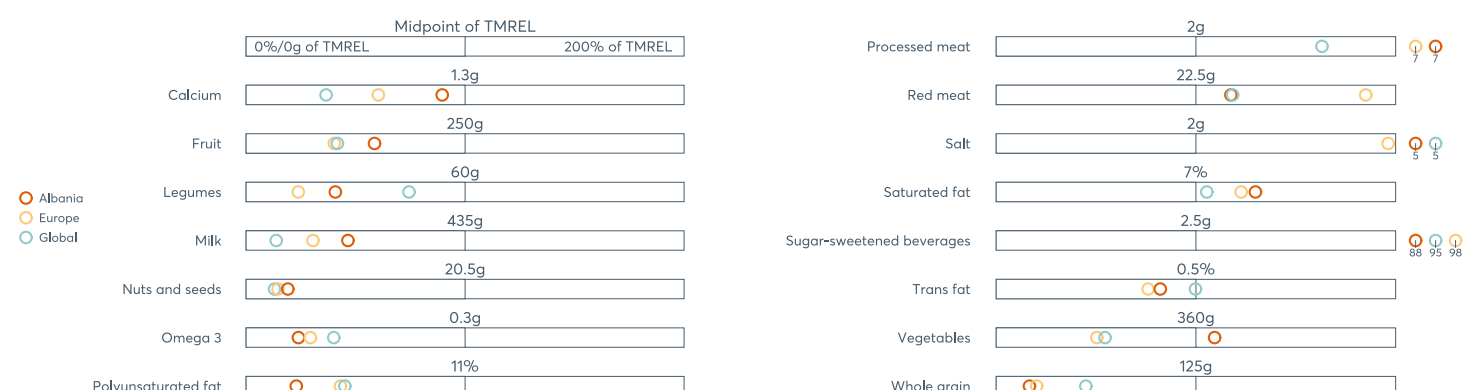 Midpoint of TMREL
0%/0g of TMREL 200% of TMREL
1.3g
Calcium
250g
Fruit
60g
Legumes
435g
Milk
20.5g
Nuts and seeds
0.3g
Omega 3
11%
Polyunsaturated fat
Albania
Europe
Global
2g
Processed meat
7 7
22.5g
Red meat
2g
Salt
5 5
7%
Saturated fat
2.5g
Sugar-sweetened beverages
88 95 98
0.5%
Trans fat
360g
Vegetables
125g
Whole grain